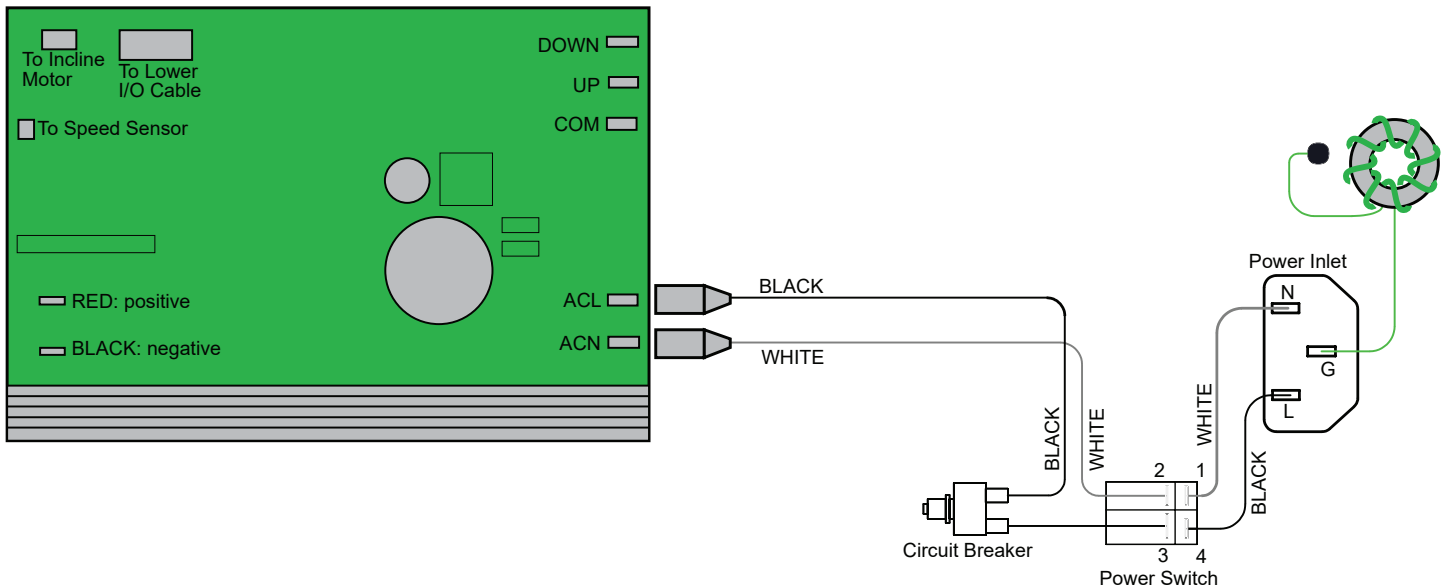 To Incline
Motor
To Lower
I/O Cable
To Speed Sensor
DOWN
UP
COM
RED: positive
BLACK: negative
ACL
ACN
BLACK
WHITE
BLACK
WHITE
WHITE
BLACK
Power Inlet
N
G
L
2
1
3
4
Circuit Breaker
Power Switch